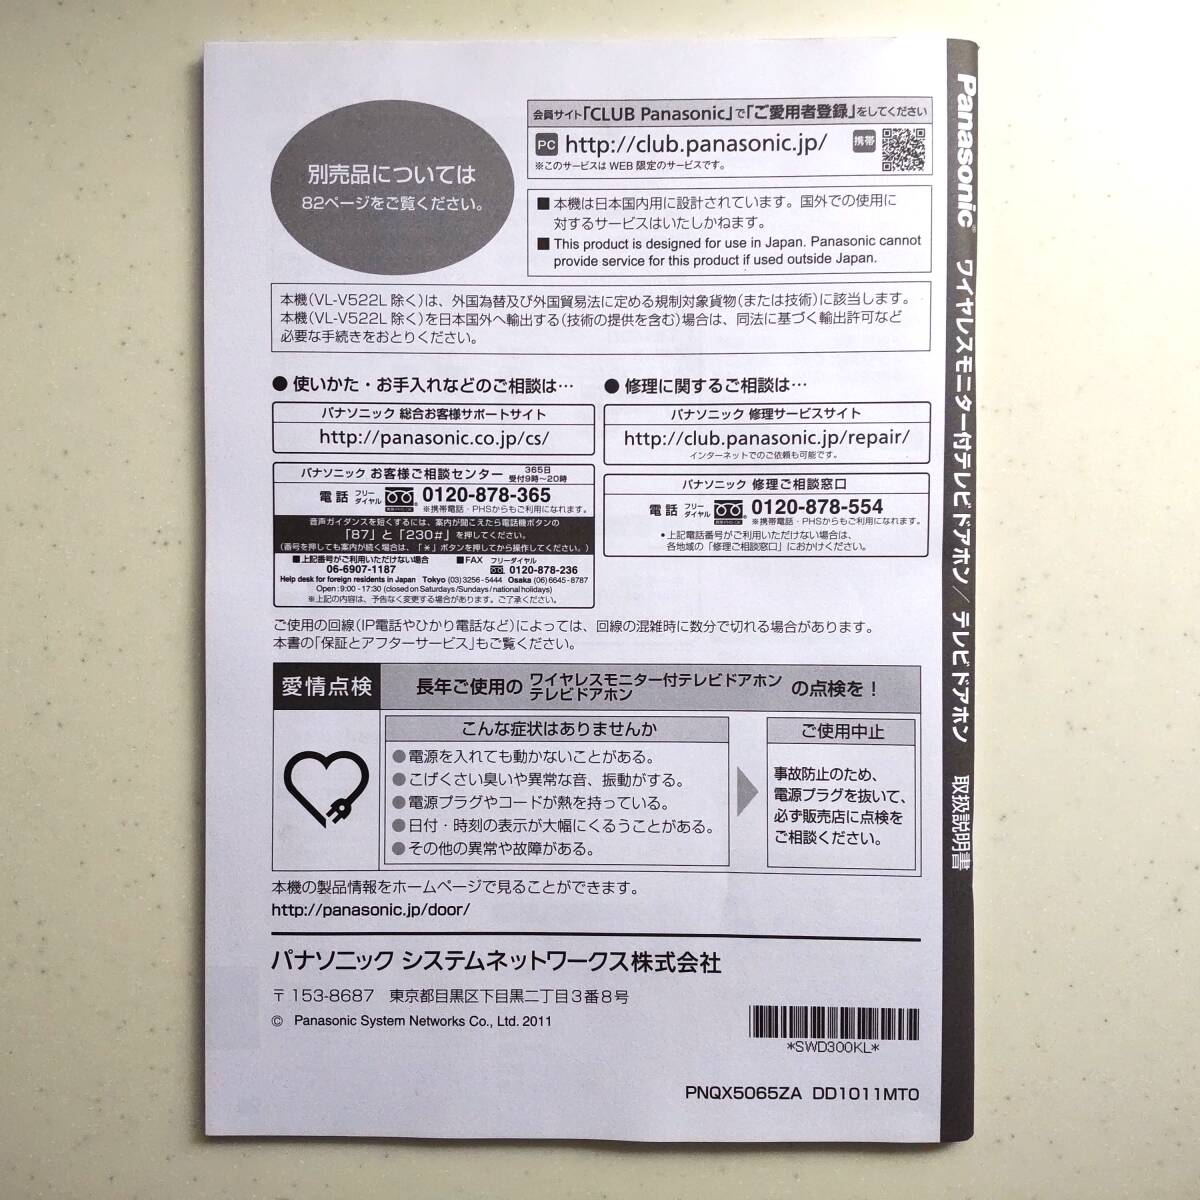 別売品については
82ページをご覧ください。
会員サイト「CLUB Panasonic」で「ご愛用者登録」をしてください
PC http://club.panasonic.jp/ 携帯
※このサービスは WEB 限定のサービスです。
■ 本機は日本国内用に設計されています。国外での使用に
対するサービスはいたしかねます。
■ This product is designed for use in Japan. Panasonic cannot
provide service for this product if used outside Japan.
本機(VL-V522L 除く)は、外国為替及び外国貿易法に定める規制対象貨物(または技術)に該当します。
本機(VL-V522L 除く)を日本国外へ輸出する(技術の提供を含む)場合は、同法に基づく輸出許可など
必要な手続きをおとりください。
● 使いかた・お手入れなどのご相談は…
パナソニック 総合お客様サポートサイト
http://panasonic.co.jp/cs/
パナソニック お客様ご相談センター 365日
受付9時～20時
電話 フリーダイヤル 0120-878-365
※携帯電話・PHSからもご利用になれます。
音声ガイダンスを短くするには、案内が聞こえたら電話機ボタンの
「87」と「230#」を押してください。
(番号を押しても案内が続く場合は、「＊」ボタンを押してから操作してください。)
■上記番号がご利用いただけない場合
06-6907-1187
■FAX フリーダイヤル
0120-878-236
Help desk for foreign residents in Japan Tokyo (03) 3256-5444 Osaka (06) 6645-8787
Open : 9:00 - 17:30 (closed on Saturdays /Sundays / national holidays)
※上記の内容は、予告なく変更する場合があります。ご了承ください。
● 修理に関するご相談は…
パナソニック 修理サービスサイト
http://club.panasonic.jp/repair/
インターネットでのご依頼も可能です。
パナソニック 修理ご相談窓口
電話 フリーダイヤル 0120-878-554
※携帯電話・PHSからもご利用になれます。
• 上記電話番号がご利用いただけない場合は、
各地域の「修理ご相談窓口」におかけください。
ご使用の回線(IP電話やひかり電話など)によっては、回線の混雑時に数分で切れる場合があります。
本書の「保証とアフターサービス」もご覧ください。
愛情点検
長年ご使用の ワイヤレスモニター付テレビドアホン
テレビドアホン の点検を！
こんな症状はありませんか
●電源を入れても動かないことがある。
●こげくさい臭いや異常な音、振動がする。
●電源プラグやコードが熱を持っている。
●日付・時刻の表示が大幅にくるうことがある。
●その他の異常や故障がある。
ご使用中止
事故防止のため、
電源プラグを抜いて、
必ず販売店に点検を
ご相談ください。
本機の製品情報をホームページで見ることができます。
http://panasonic.jp/door/
パナソニック システムネットワークス株式会社
〒153-8687 東京都目黒区下目黒二丁目3番8号
© Panasonic System Networks Co., Ltd. 2011
*SWD300KL*
PNQX5065ZA DD1011MT0
Panasonic® ワイヤレスモニター付テレビドアホン／テレビドアホン 取扱説明書